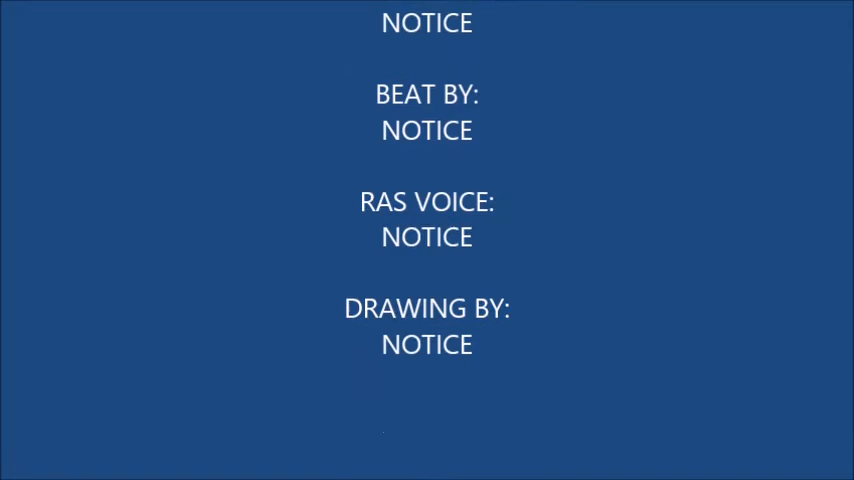 NOTICE
BEAT BY:
NOTICE
RAS VOICE:
NOTICE
DRAWING BY:
NOTICE